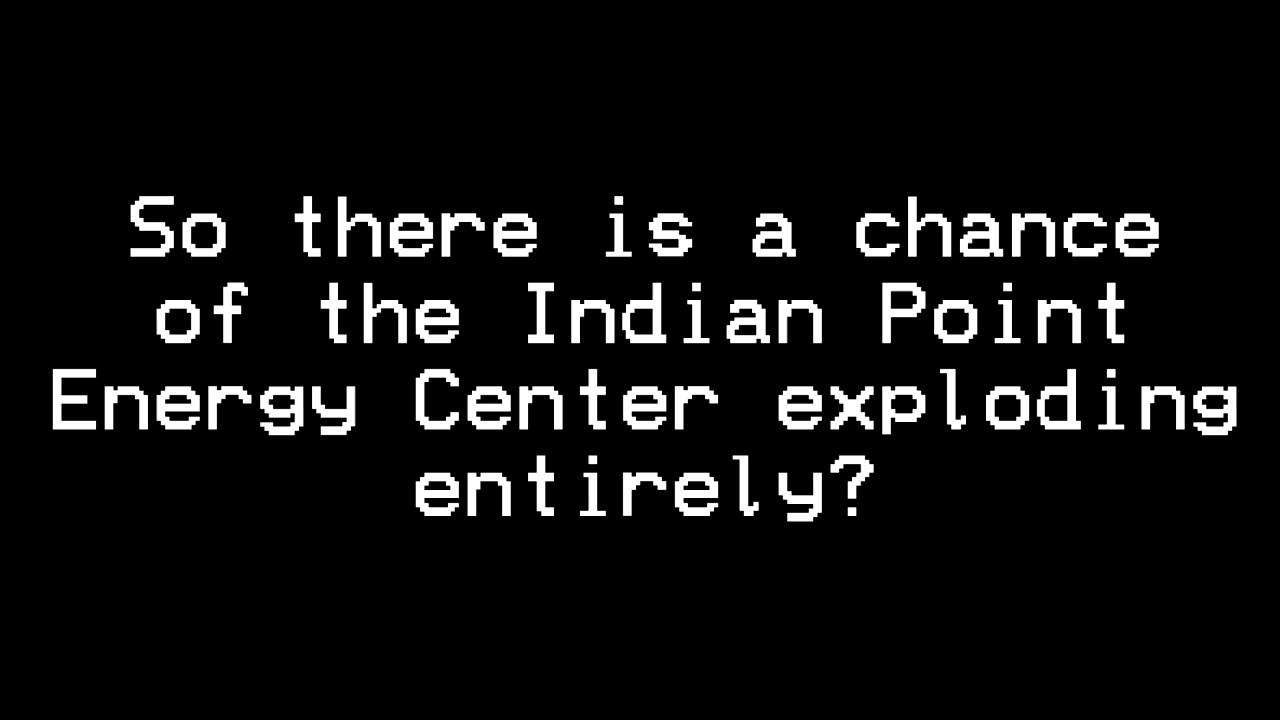 So there is a chance
of the Indian Point
Energy Center exploding
entirely?